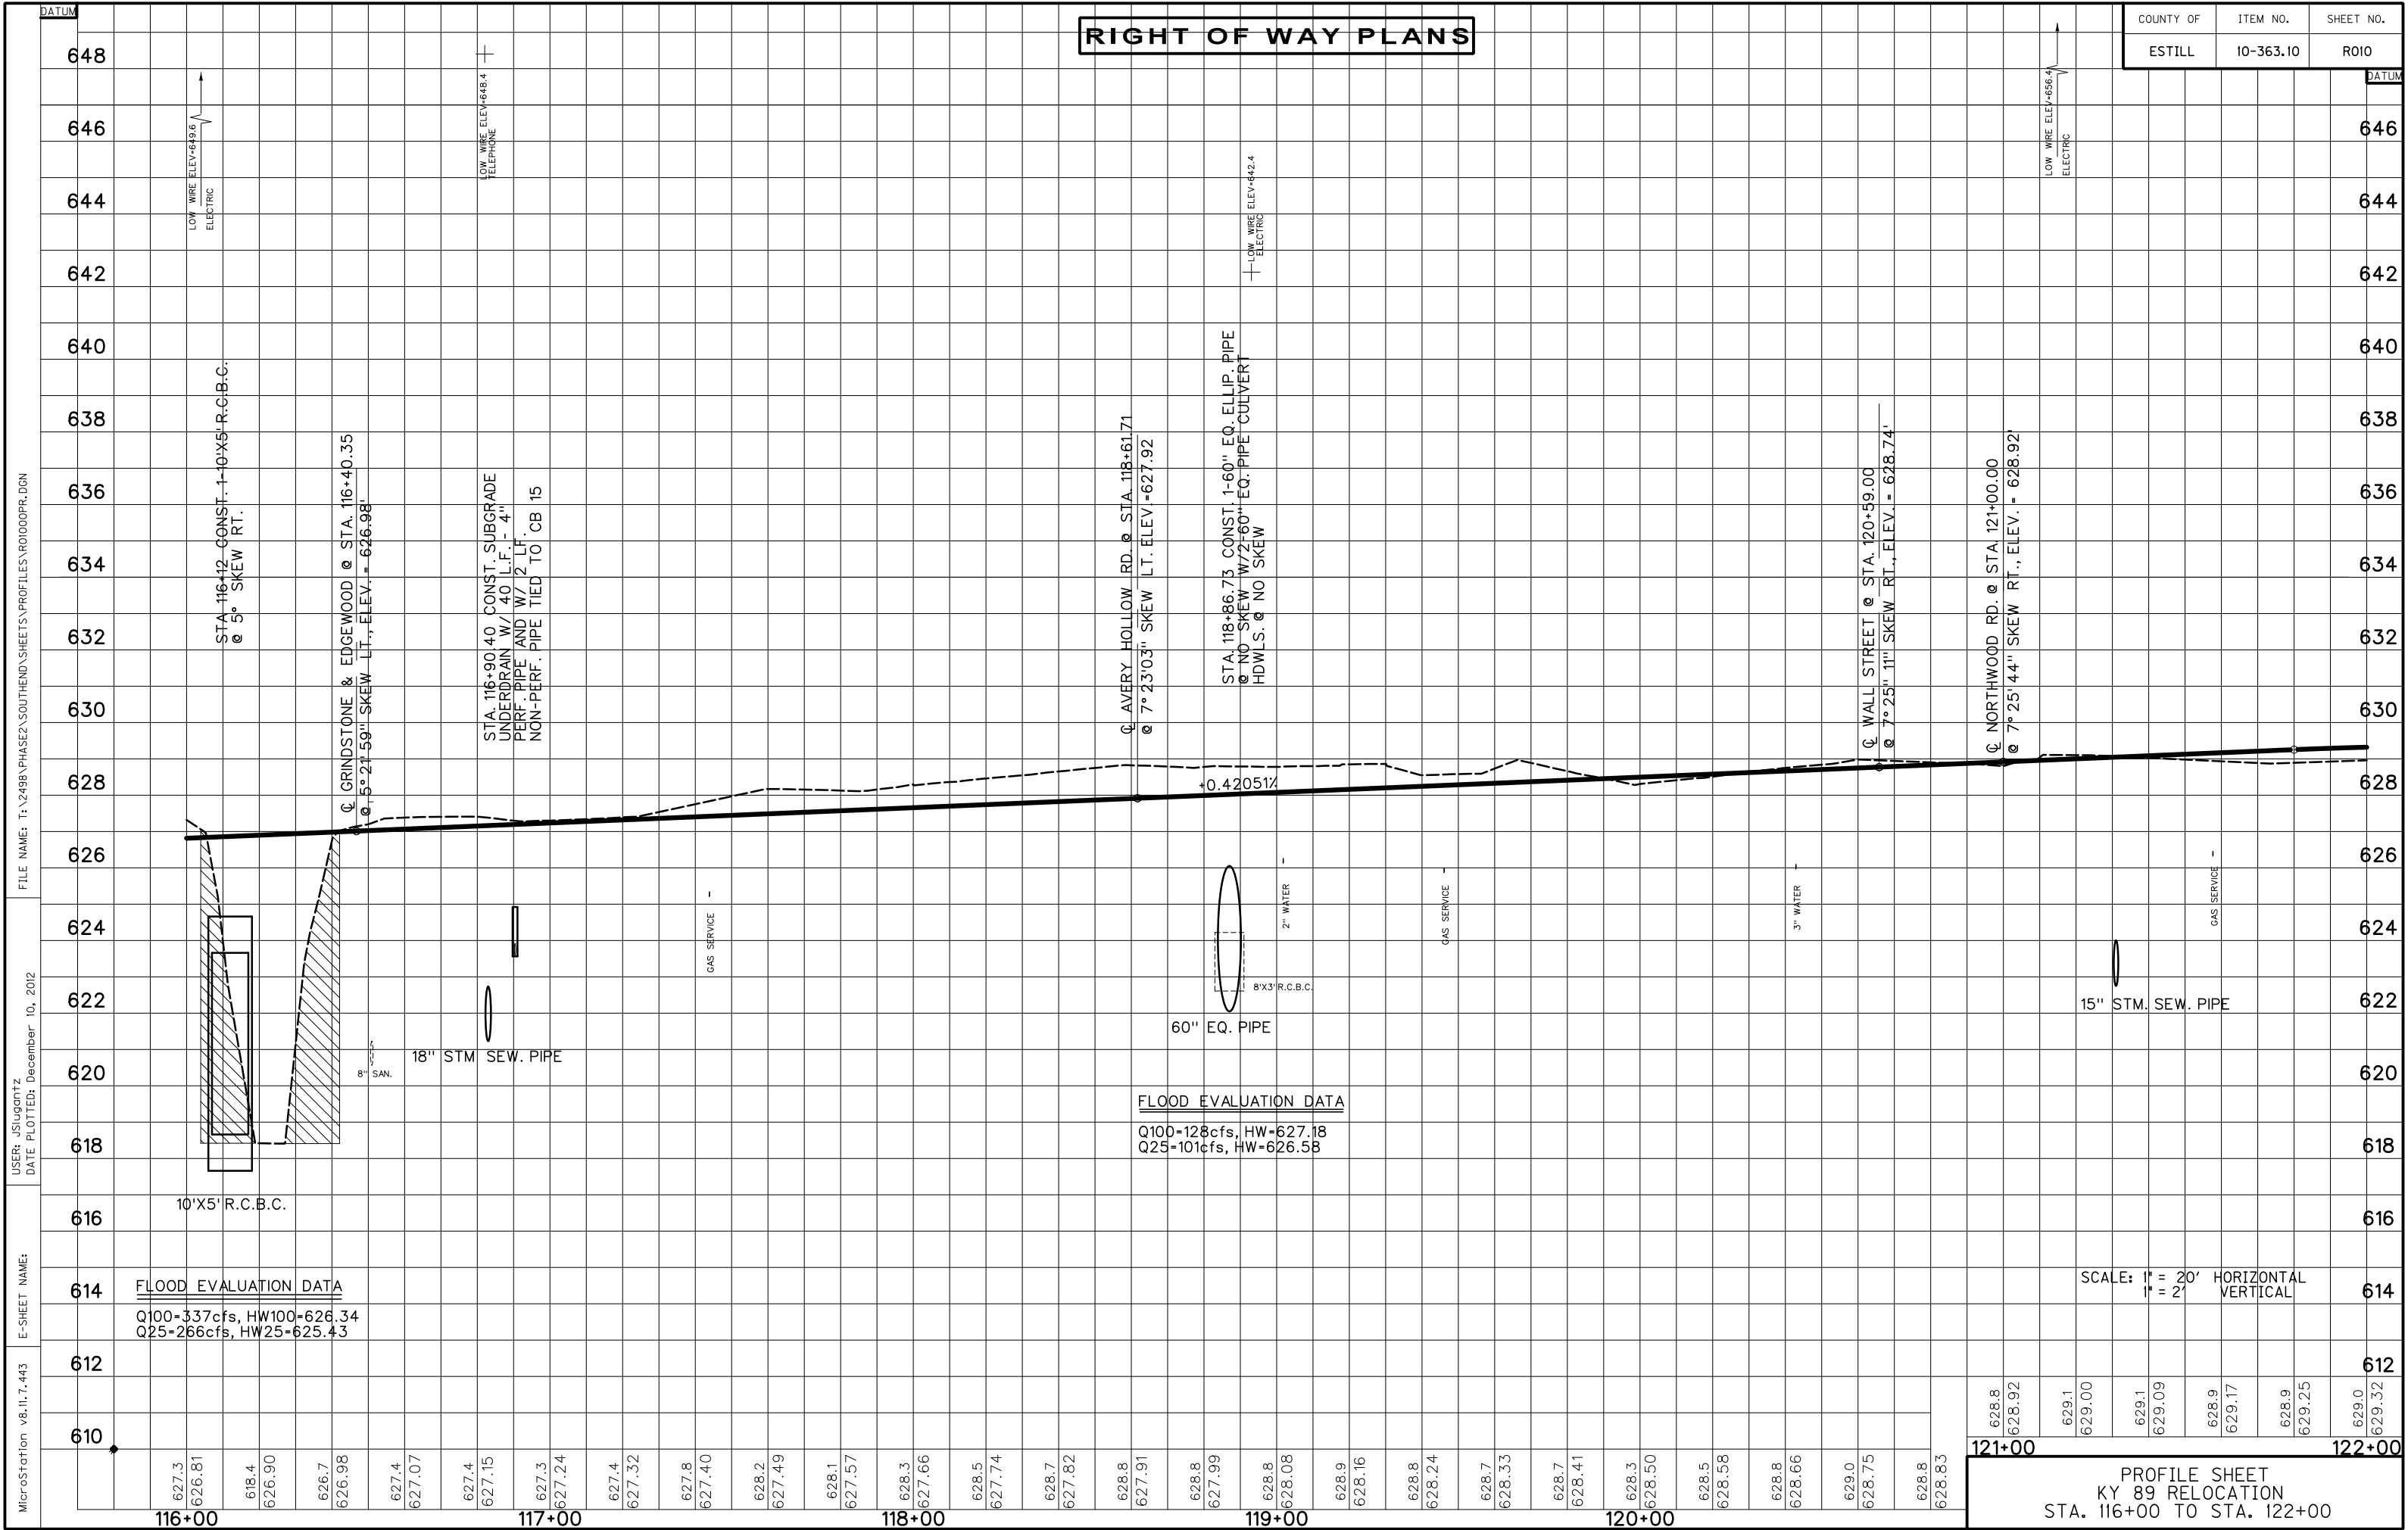 DATUM
RIGHT OF WAY PLANS
COUNTY OF ITEM NO. SHEET NO.
ESTILL 10-363.10 R010
DATUM
648
646
644
642
640
638
636
634
632
630
628
626
624
622
620
618
616
614
612
610
646
644
642
640
638
636
634
632
630
628
626
624
622
620
618
616
614
612
LOW WIRE ELEV=649.6
ELECTRIC
LOW WIRE ELEV=648.4
TELEPHONE
LOW WIRE ELEV=642.4
ELECTRIC
LOW WIRE ELEV=656.4
ELECTRIC
STA. 116+12 CONST. 1-10'X5' R.C.B.C.
@ 5° SKEW RT.
℄ GRINDSTONE & EDGEWOOD @ STA. 116+40.35
@ 5° 21' 59" SKEW LT., ELEV. = 626.98'
STA. 116+90.40 CONST. SUBGRADE
UNDERDRAIN W/ 40 L.F. - 4"
PERF. PIPE AND W/ 2 LF.
NON-PERF. PIPE TIED TO CB 15
℄ AVERY HOLLOW RD. @ STA. 118+61.71
@ 7° 23'03" SKEW LT. ELEV.=627.92
STA. 118+86.73 CONST. 1-60" EQ. ELLIP. PIPE
@ NO SKEW W/2-60" EQ. PIPE CULVERT
HDWLS. @ NO SKEW
℄ WALL STREET @ STA. 120+59.00
@ 7° 25' 11" SKEW RT., ELEV. = 628.74'
℄ NORTHWOOD RD. @ STA. 121+00.00
@ 7° 25' 44" SKEW RT., ELEV. = 628.92'
+0.42051%
GAS SERVICE
2" WATER
GAS SERVICE
3" WATER
GAS SERVICE
8" SAN.
18" STM SEW. PIPE
8'X3' R.C.B.C.
60" EQ. PIPE
15" STM. SEW. PIPE
10'X5' R.C.B.C.
FLOOD EVALUATION DATA
Q100=128cfs, HW=627.18
Q25=101cfs, HW=626.58
FLOOD EVALUATION DATA
Q100=337cfs, HW100=626.34
Q25=266cfs, HW25=625.43
SCALE: 1" = 20' HORIZONTAL
1" = 2' VERTICAL
627.3
626.81
618.4
626.90
626.7
626.98
627.4
627.07
627.4
627.15
627.3
627.24
627.4
627.32
627.8
627.40
628.2
627.49
628.1
627.57
628.3
627.66
628.5
627.74
628.7
627.82
628.8
627.91
628.8
627.99
628.8
628.08
628.9
628.16
628.8
628.24
628.7
628.33
628.7
628.41
628.3
628.50
628.5
628.58
628.8
628.66
629.0
628.75
628.8
628.83
628.8
628.92
629.1
629.00
629.1
629.09
628.9
629.17
628.9
629.25
629.0
629.32
116+00 117+00 118+00 119+00 120+00
121+00 122+00
PROFILE SHEET
KY 89 RELOCATION
STA. 116+00 TO STA. 122+00
FILE NAME: T:\2498\PHASE2\SOUTHEND\SHEETS\PROFILES\R01000PR.DGN
USER: JSlugantz
DATE PLOTTED: December 10, 2012
E-SHEET NAME:
MicroStation v8.11.7.443